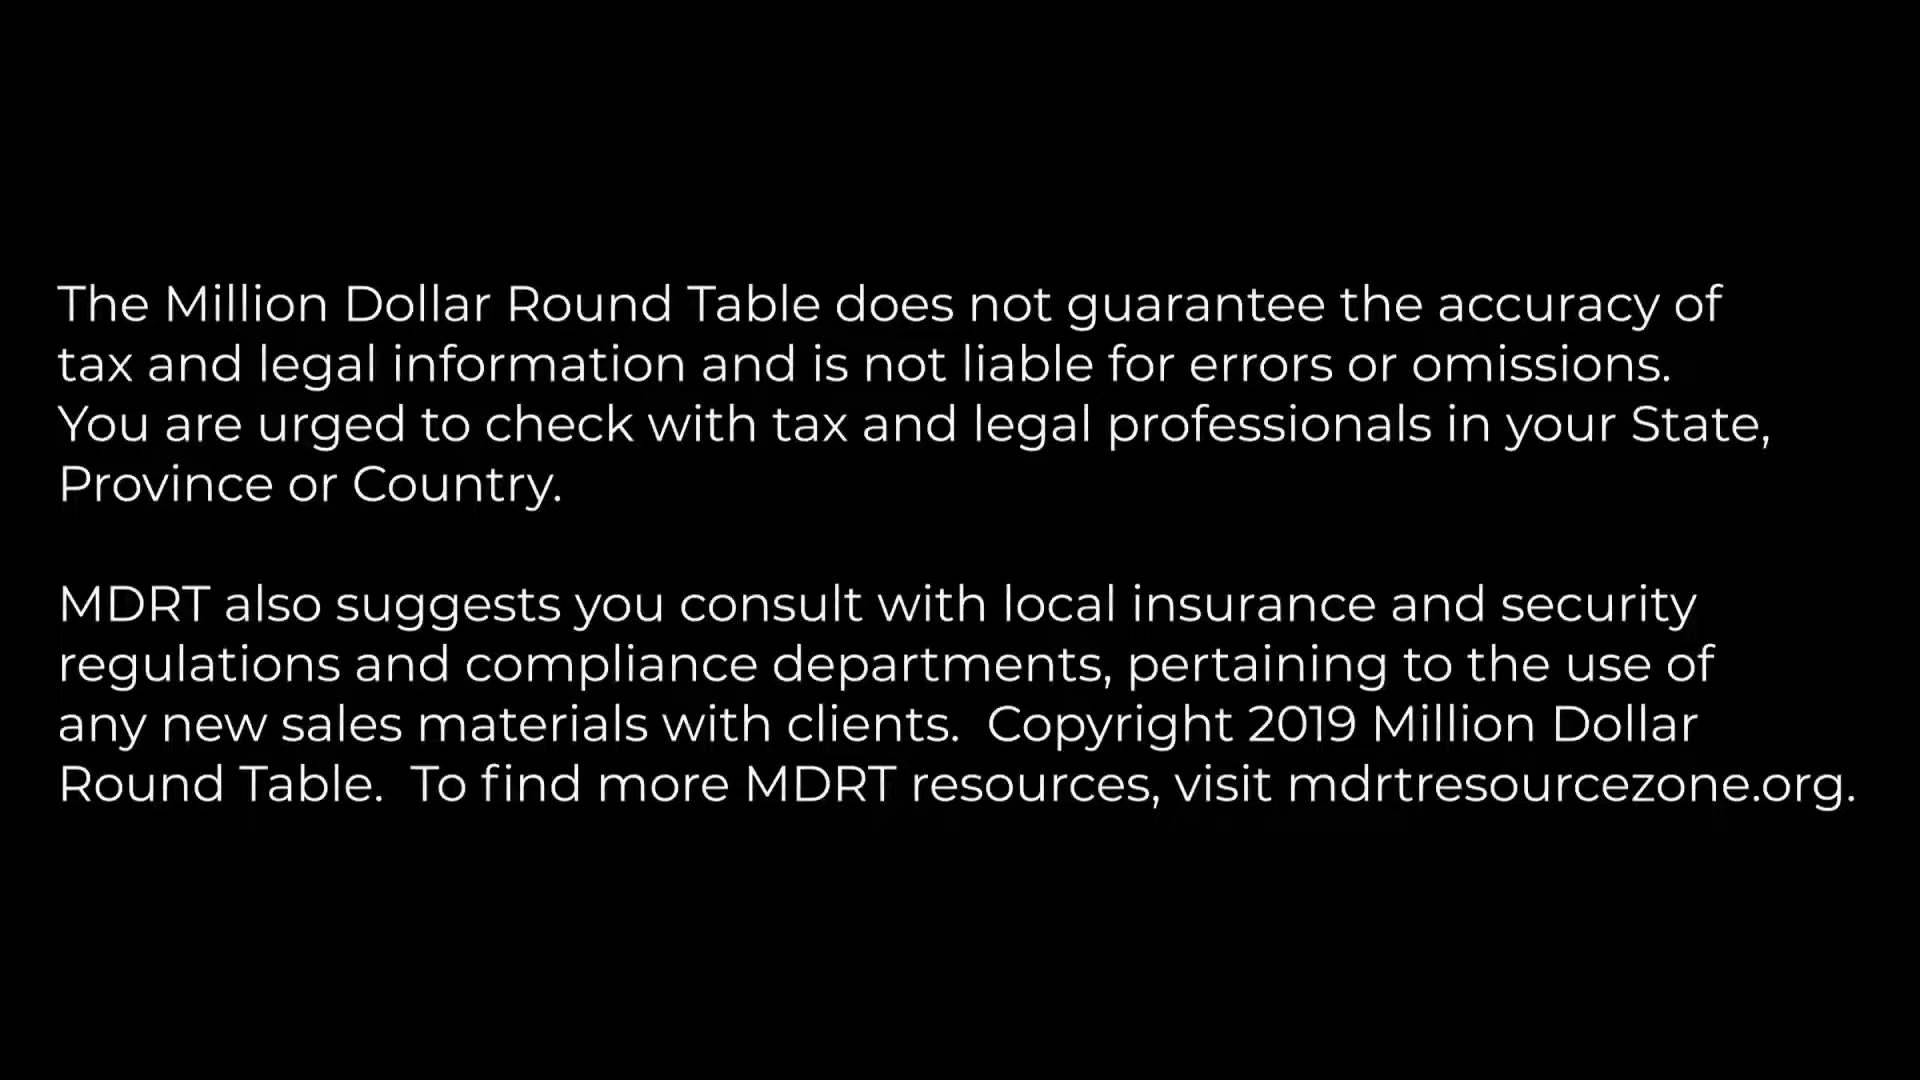 The Million Dollar Round Table does not guarantee the accuracy of
tax and legal information and is not liable for errors or omissions.
You are urged to check with tax and legal professionals in your State,
Province or Country.
MDRT also suggests you consult with local insurance and security
regulations and compliance departments, pertaining to the use of
any new sales materials with clients.  Copyright 2019 Million Dollar
Round Table.  To find more MDRT resources, visit mdrtresourcezone.org.